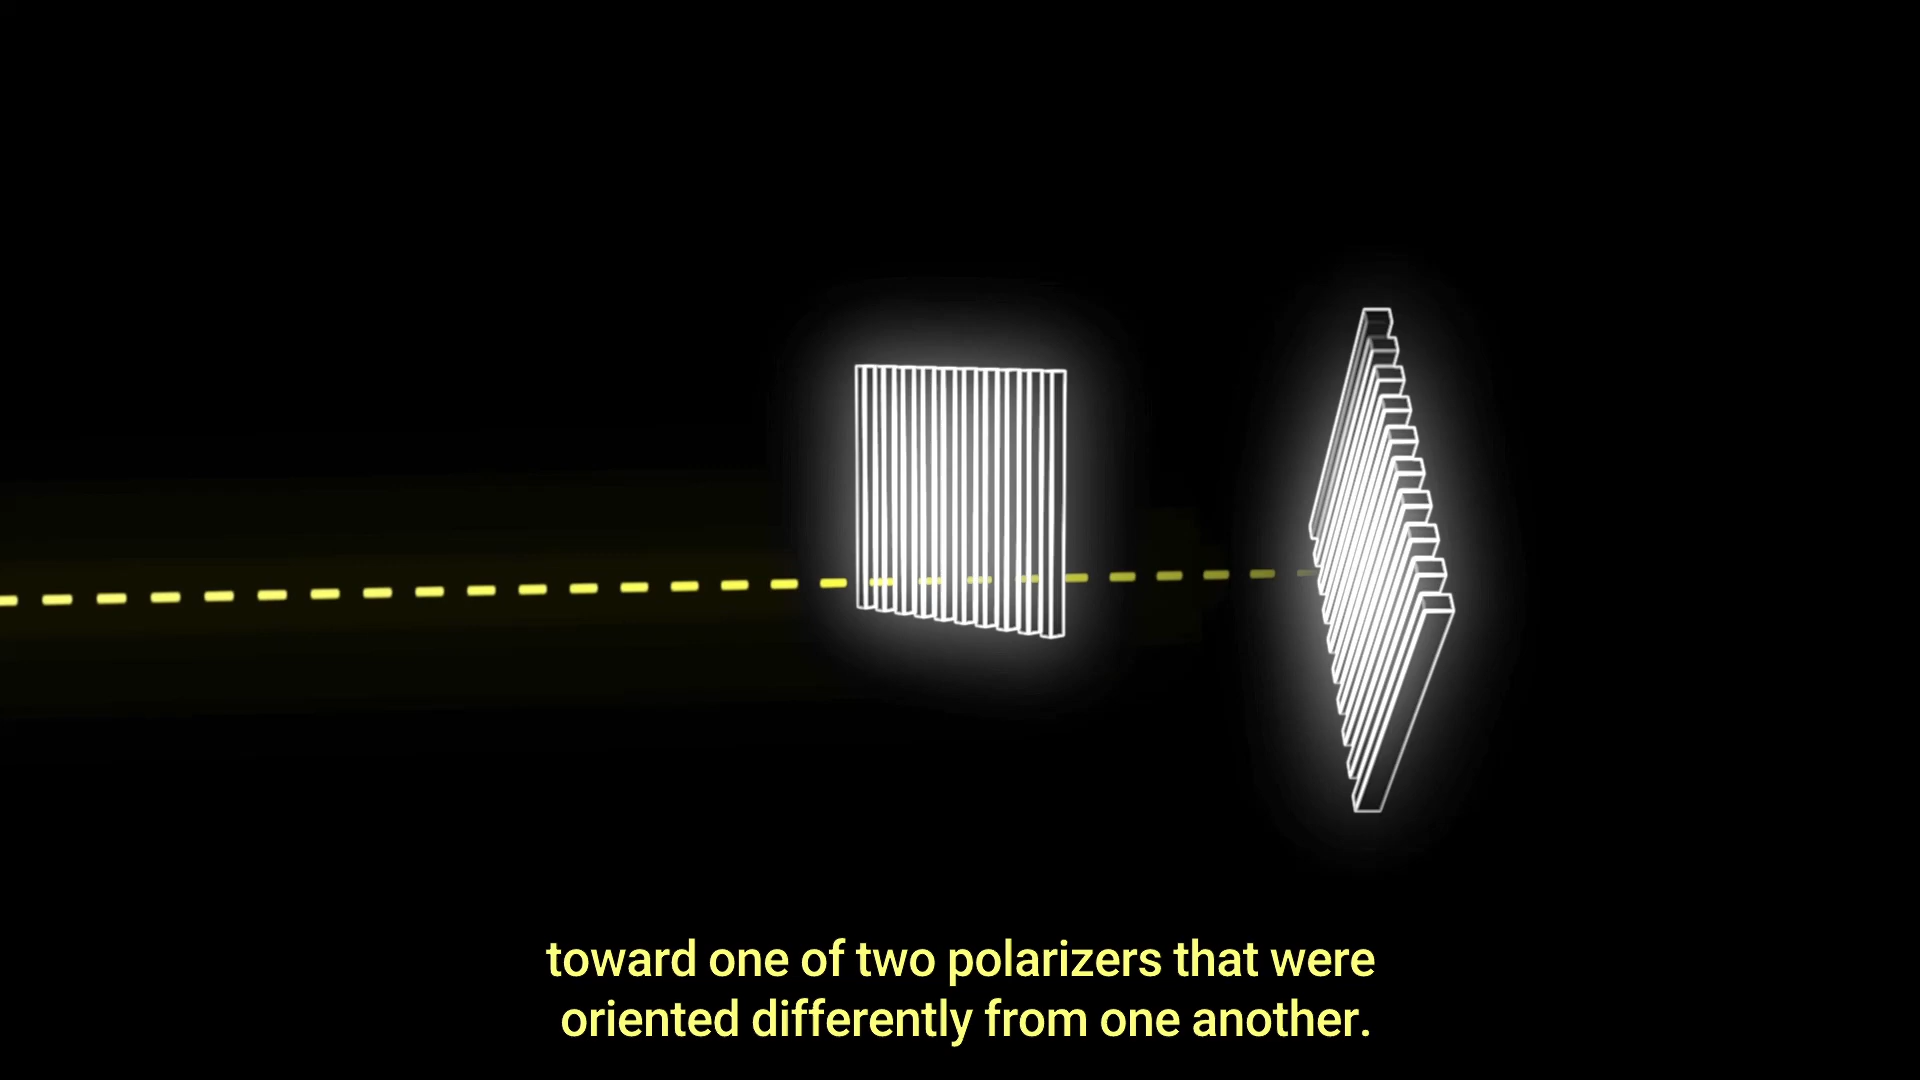 toward one of two polarizers that were
oriented differently from one another.